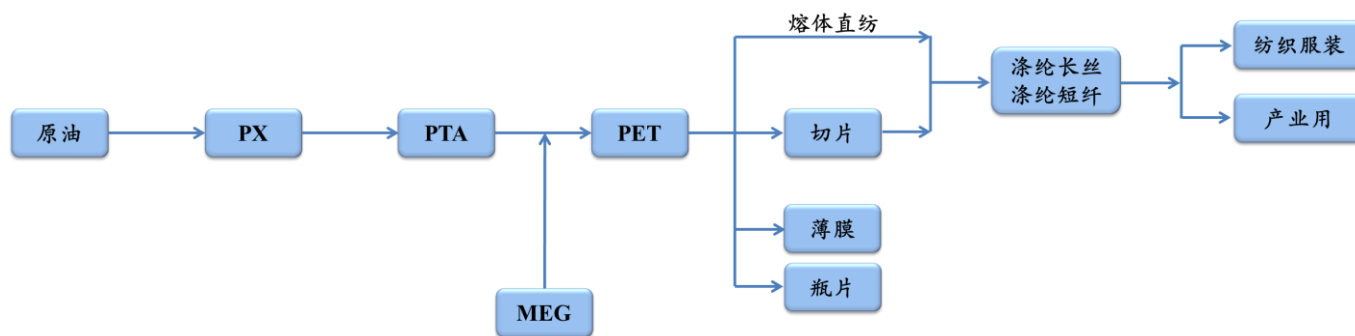 熔体直纺
纺织服装
涤纶长丝
涤纶短纤
原油
PX
PTA
PET
切片
产业用
薄膜
瓶片
MEG